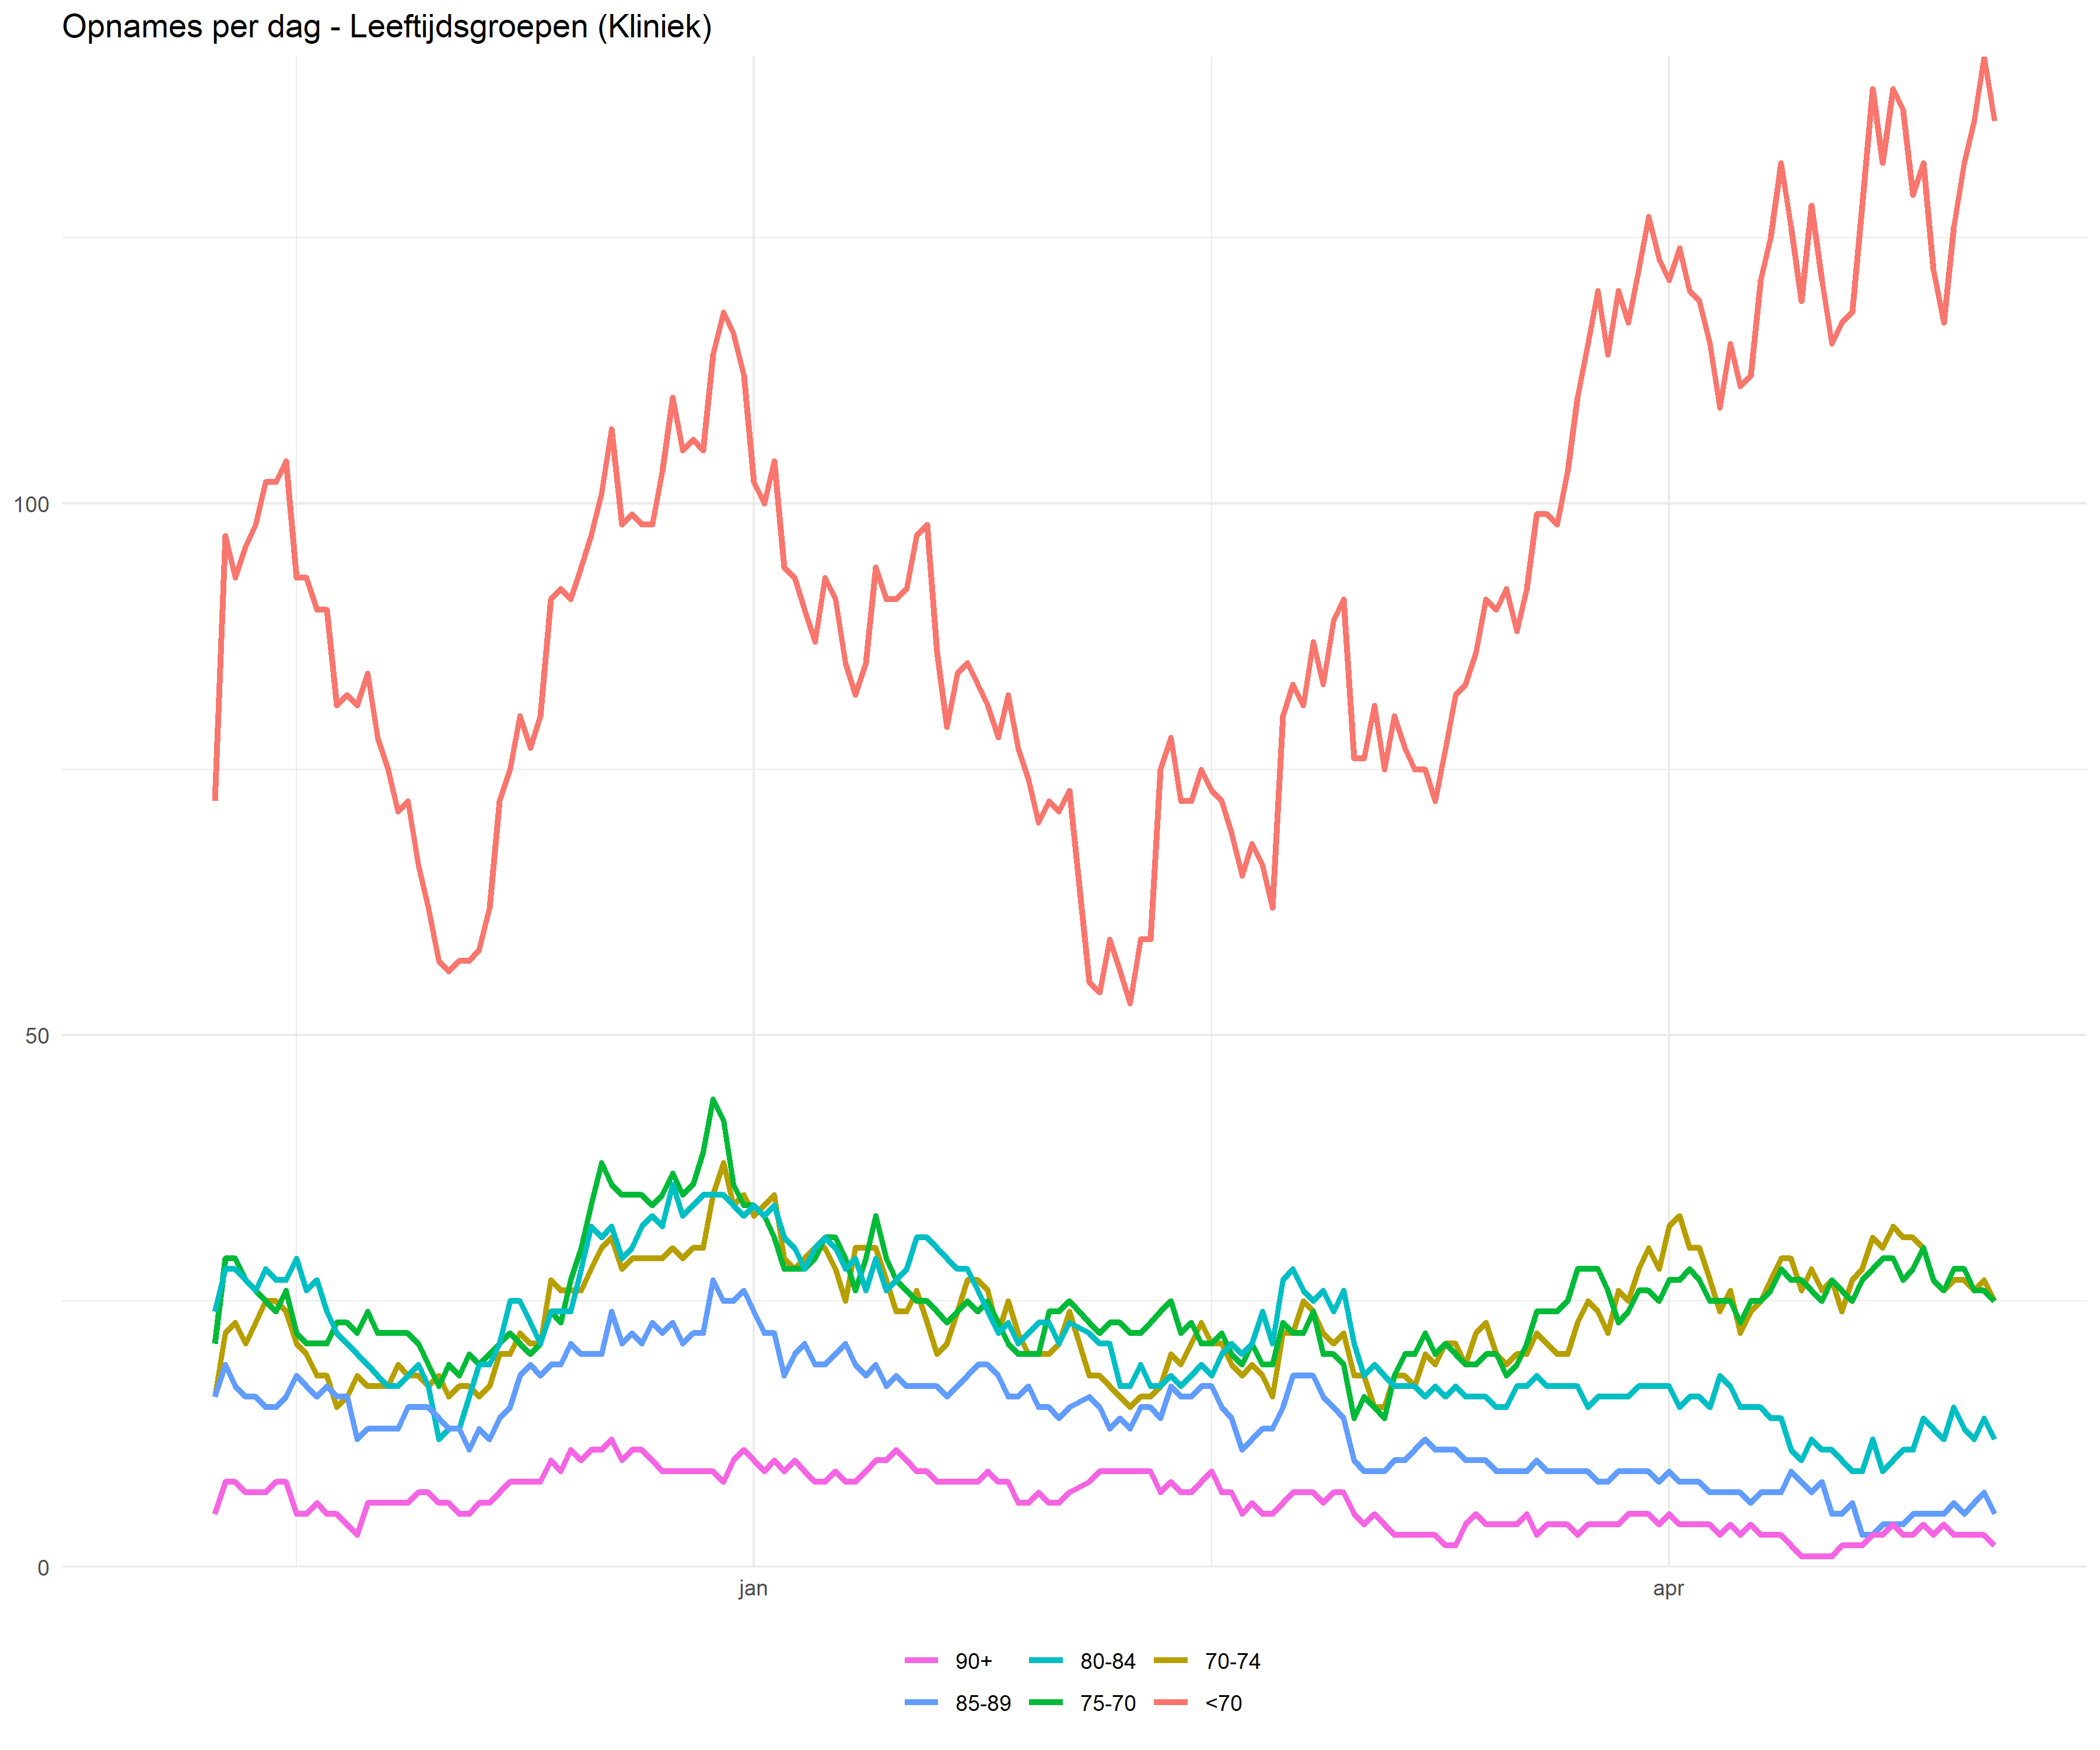 Opnames per dag - Leeftijdsgroepen (Kliniek)
100
50
0
jan apr
90+ 80-84 70-74
85-89 75-70 <70